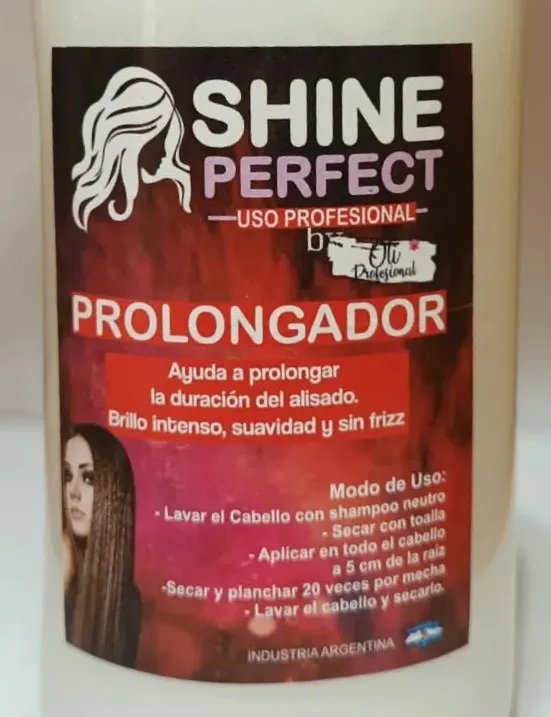 SHINE
PERFECT
USO PROFESIONAL
by Oti
Profesional
PROLONGADOR
Ayuda a prolongar
la duración del alisado.
Brillo intenso, suavidad y sin frizz
Modo de Uso:
- Lavar el Cabello con shampoo neutro
- Secar con toalla
- Aplicar en todo el cabello
a 5 cm de la raiz
-Secar y planchar 20 veces por mecha
- Lavar el cabello y secarlo.
INDUSTRIA ARGENTINA